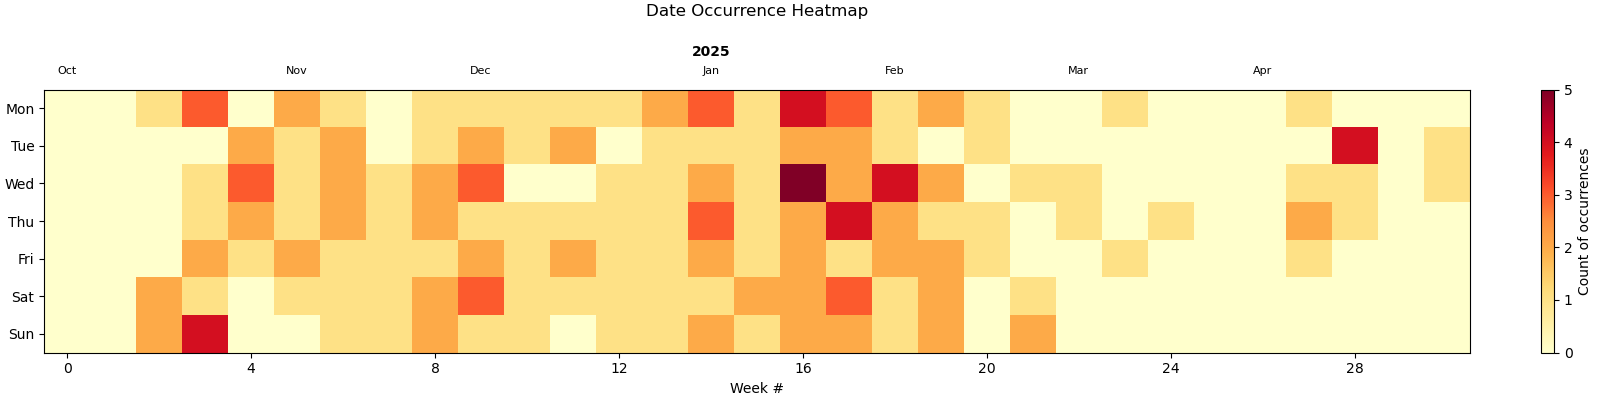 Date Occurrence Heatmap
2025
Oct Nov Dec Jan Feb Mar Apr
Mon
Tue
Wed
Thu
Fri
Sat
Sun
0 4 8 12 16 20 24 28
Week #
5
4
3
2
1
0
Count of occurrences